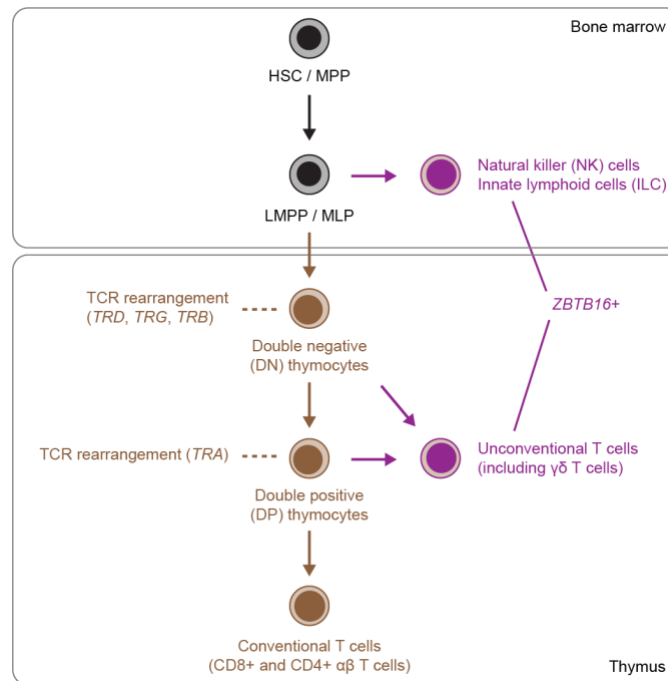 Bone marrow
HSC / MPP
Natural killer (NK) cells
Innate lymphoid cells (ILC)
LMPP / MLP
ZBTB16+
TCR rearrangement
(TRD, TRG, TRB)
Double negative
(DN) thymocytes
TCR rearrangement (TRA)
Unconventional T cells
(including γδ T cells)
Double positive
(DP) thymocytes
Conventional T cells
(CD8+ and CD4+ αβ T cells)
Thymus